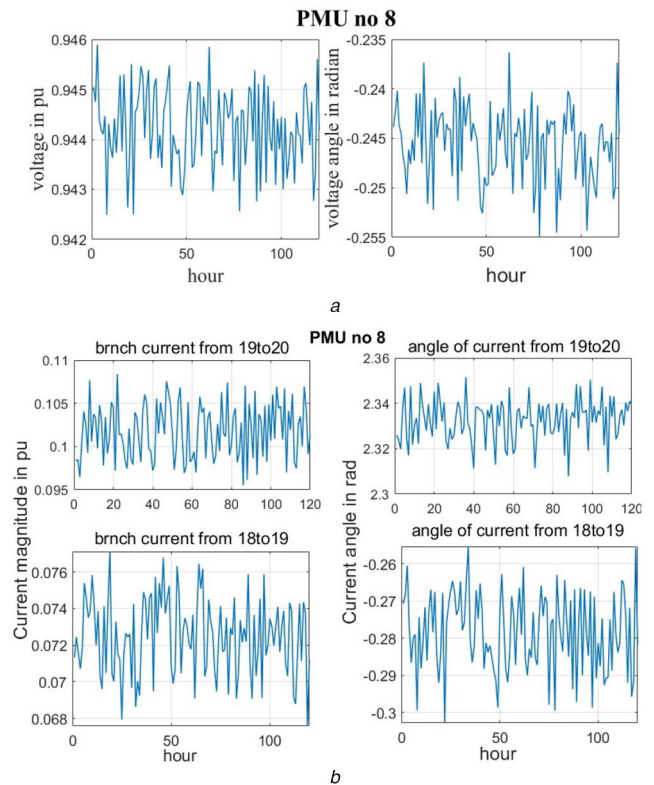 PMU no 8
voltage in pu
0.946
0.945
0.944
0.943
0.942
0 50 100
hour
voltage angle in radian
-0.235
-0.24
-0.245
-0.25
-0.255
0 50 100
hour
a
PMU no 8
brnch current from 19to20
Current magnitude in pu
0.11
0.105
0.1
0.095
0 20 40 60 80 100 120
angle of current from 19to20
Current angle in rad
2.36
2.34
2.32
2.3
0 20 40 60 80 100 120
brnch current from 18to19
0.076
0.074
0.072
0.07
0.068
0 50 100
hour
angle of current from 18to19
-0.26
-0.27
-0.28
-0.29
-0.3
0 50 100
hour
b